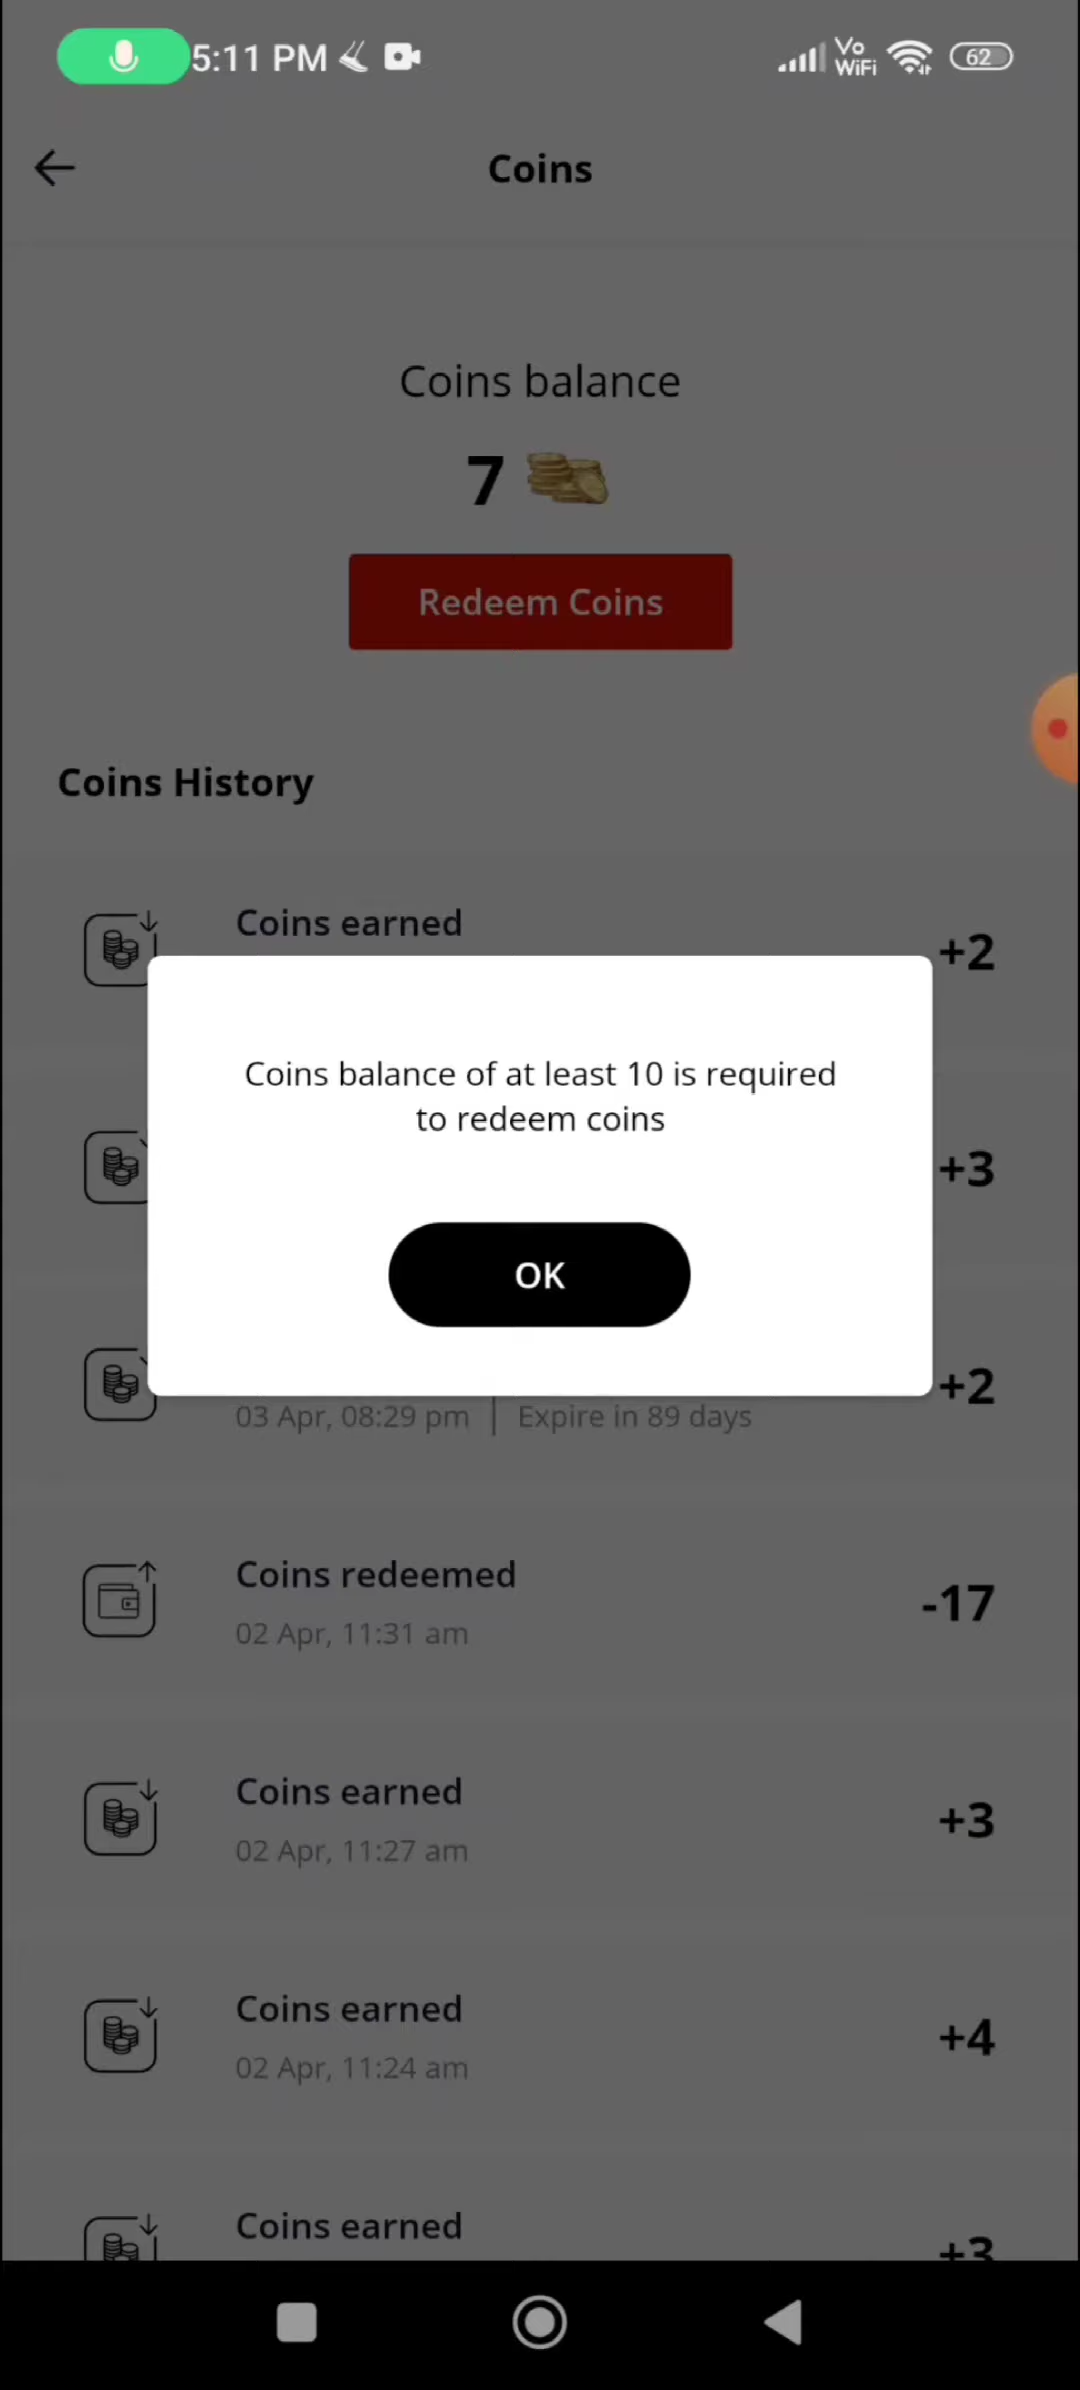 5:11 PM
Vo
WiFi
62
Coins
Coins balance
7
Redeem Coins
Coins History
Coins earned
+2
Coins balance of at least 10 is required
to redeem coins
+3
OK
+2
03 Apr, 08:29 pm | Expire in 89 days
Coins redeemed
02 Apr, 11:31 am
-17
Coins earned
02 Apr, 11:27 am
+3
Coins earned
02 Apr, 11:24 am
+4
Coins earned
+3